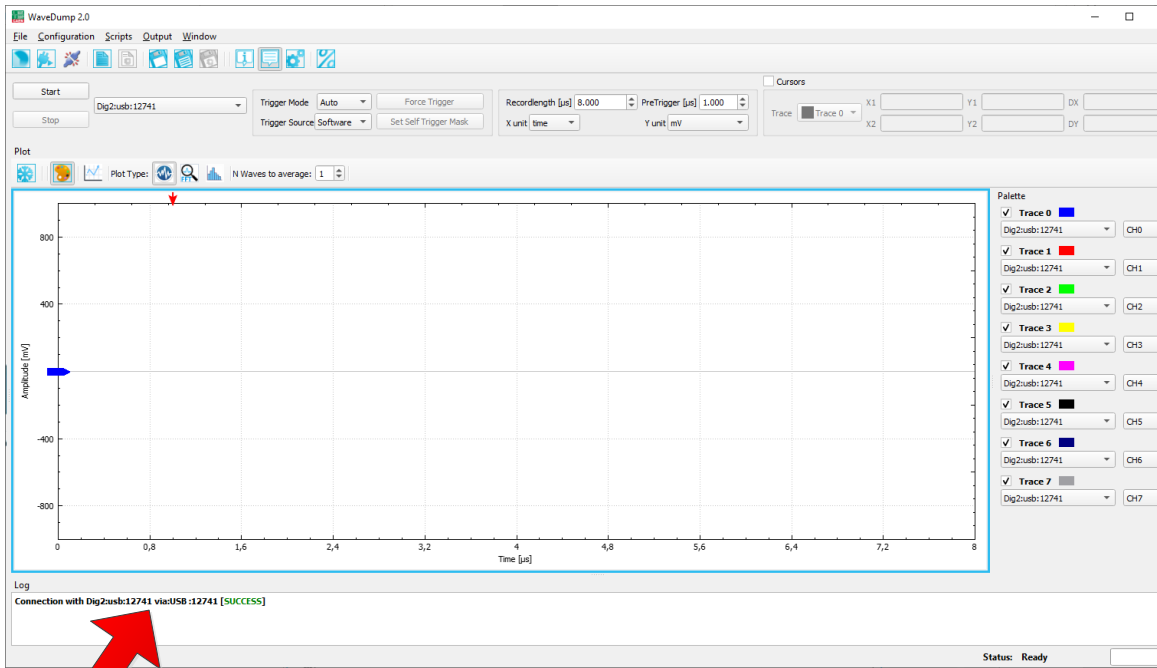 WaveDump 2.0
File Configuration Scripts Output Window
Start
Stop
Dig2:usb:12741
Trigger Mode Auto Force Trigger
Trigger Source Software Set Self Trigger Mask
Recordlength [µs] 8.000 PreTrigger [µs] 1.000
X unit time Y unit mV
Cursors
Trace Trace 0
X1 Y1 DX
X2 Y2 DY
Plot
Plot Type: FFT N Waves to average: 1
Amplitude [mV]
800
400
0
-400
-800
0 0,8 1,6 2,4 3,2 4 4,8 5,6 6,4 7,2 8
Time [µs]
Palette
Trace 0
Dig2:usb:12741 CH0
Trace 1
Dig2:usb:12741 CH1
Trace 2
Dig2:usb:12741 CH2
Trace 3
Dig2:usb:12741 CH3
Trace 4
Dig2:usb:12741 CH4
Trace 5
Dig2:usb:12741 CH5
Trace 6
Dig2:usb:12741 CH6
Trace 7
Dig2:usb:12741 CH7
Log
Connection with Dig2:usb:12741 via:USB :12741 [SUCCESS]
Status: Ready